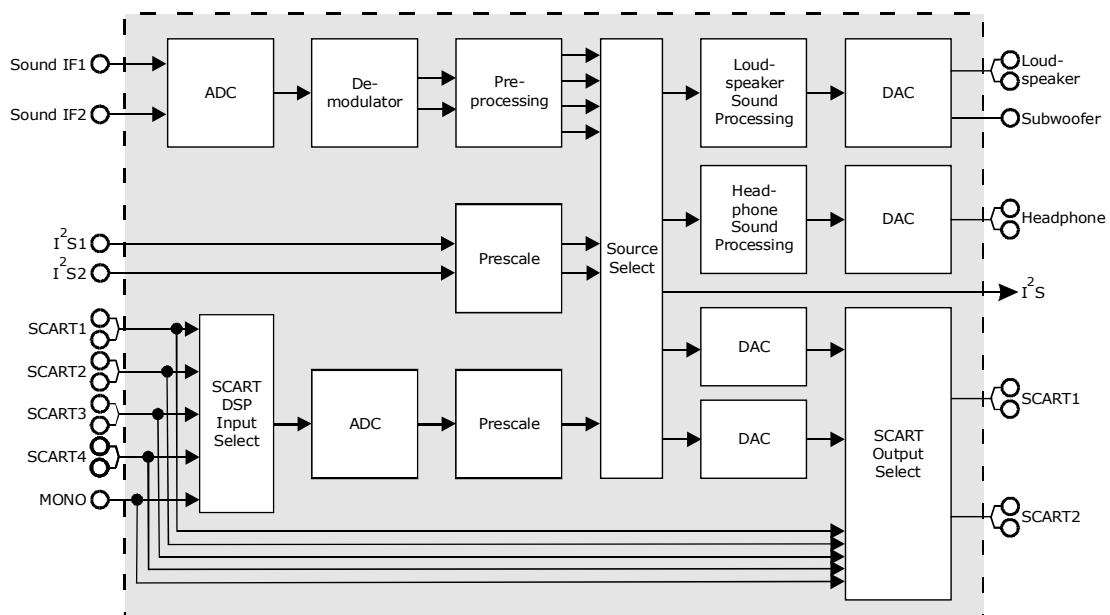 Sound IF1
Sound IF2
ADC
De-
modulator
Pre-
processing
Loud-
speaker
Sound
Processing
DAC
Loud-
speaker
Subwoofer
Head-
phone
Sound
Processing
DAC
Headphone
I²S1
I²S2
Prescale
Source
Select
I²S
SCART1
SCART2
SCART3
SCART4
MONO
SCART
DSP
Input
Select
ADC
Prescale
DAC
DAC
SCART
Output
Select
SCART1
SCART2